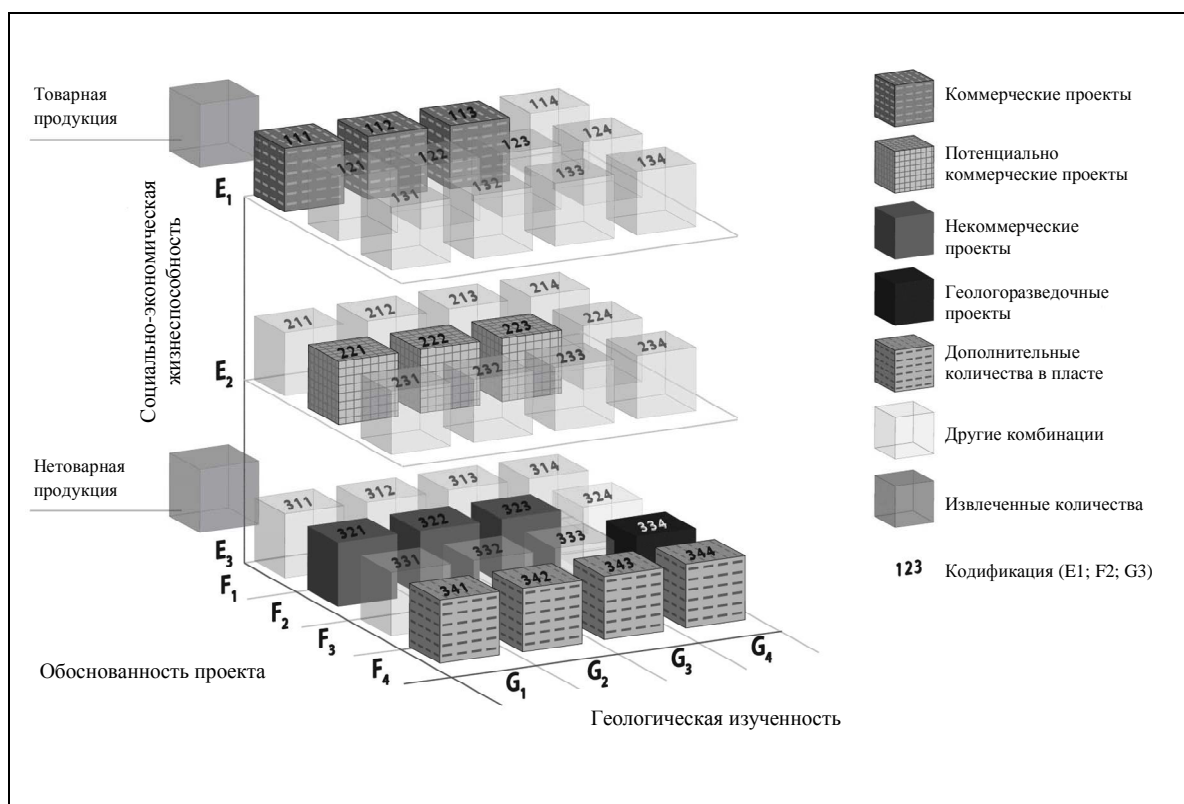 Товарная
продукция
E1
Социально-экономическая
жизнеспособность
111
112
113
114
121
122
123
124
131
132
133
134
E2
211
212
213
214
221
222
223
224
231
232
233
234
Нетоварная
продукция
E3
311
312
313
314
321
322
323
324
331
332
333
334
341
342
343
344
F1
F2
F3
F4
G1
G2
G3
G4
Обоснованность проекта
Геологическая изученность
Коммерческие проекты
Потенциально
коммерческие проекты
Некоммерческие
проекты
Геологоразведочные
проекты
Дополнительные
количества в пласте
Другие комбинации
Извлеченные количества
123 Кодификация (E1; F2; G3)